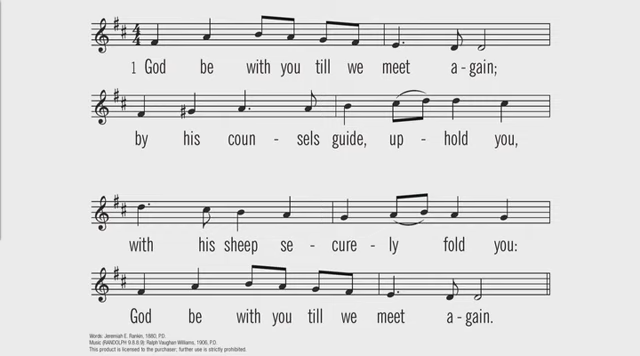 1 God be with you till we meet a - gain;
by his coun - sels guide, up - hold you,
with his sheep se - cure - ly fold you:
God be with you till we meet a - gain.
Words: Jeremiah E. Rankin, 1880, P.D.
Music: (RANDOLPH 9.8.8.9) Ralph Vaughan Williams, 1906, P.D.
This product is licensed to the purchaser; further use is strictly prohibited.